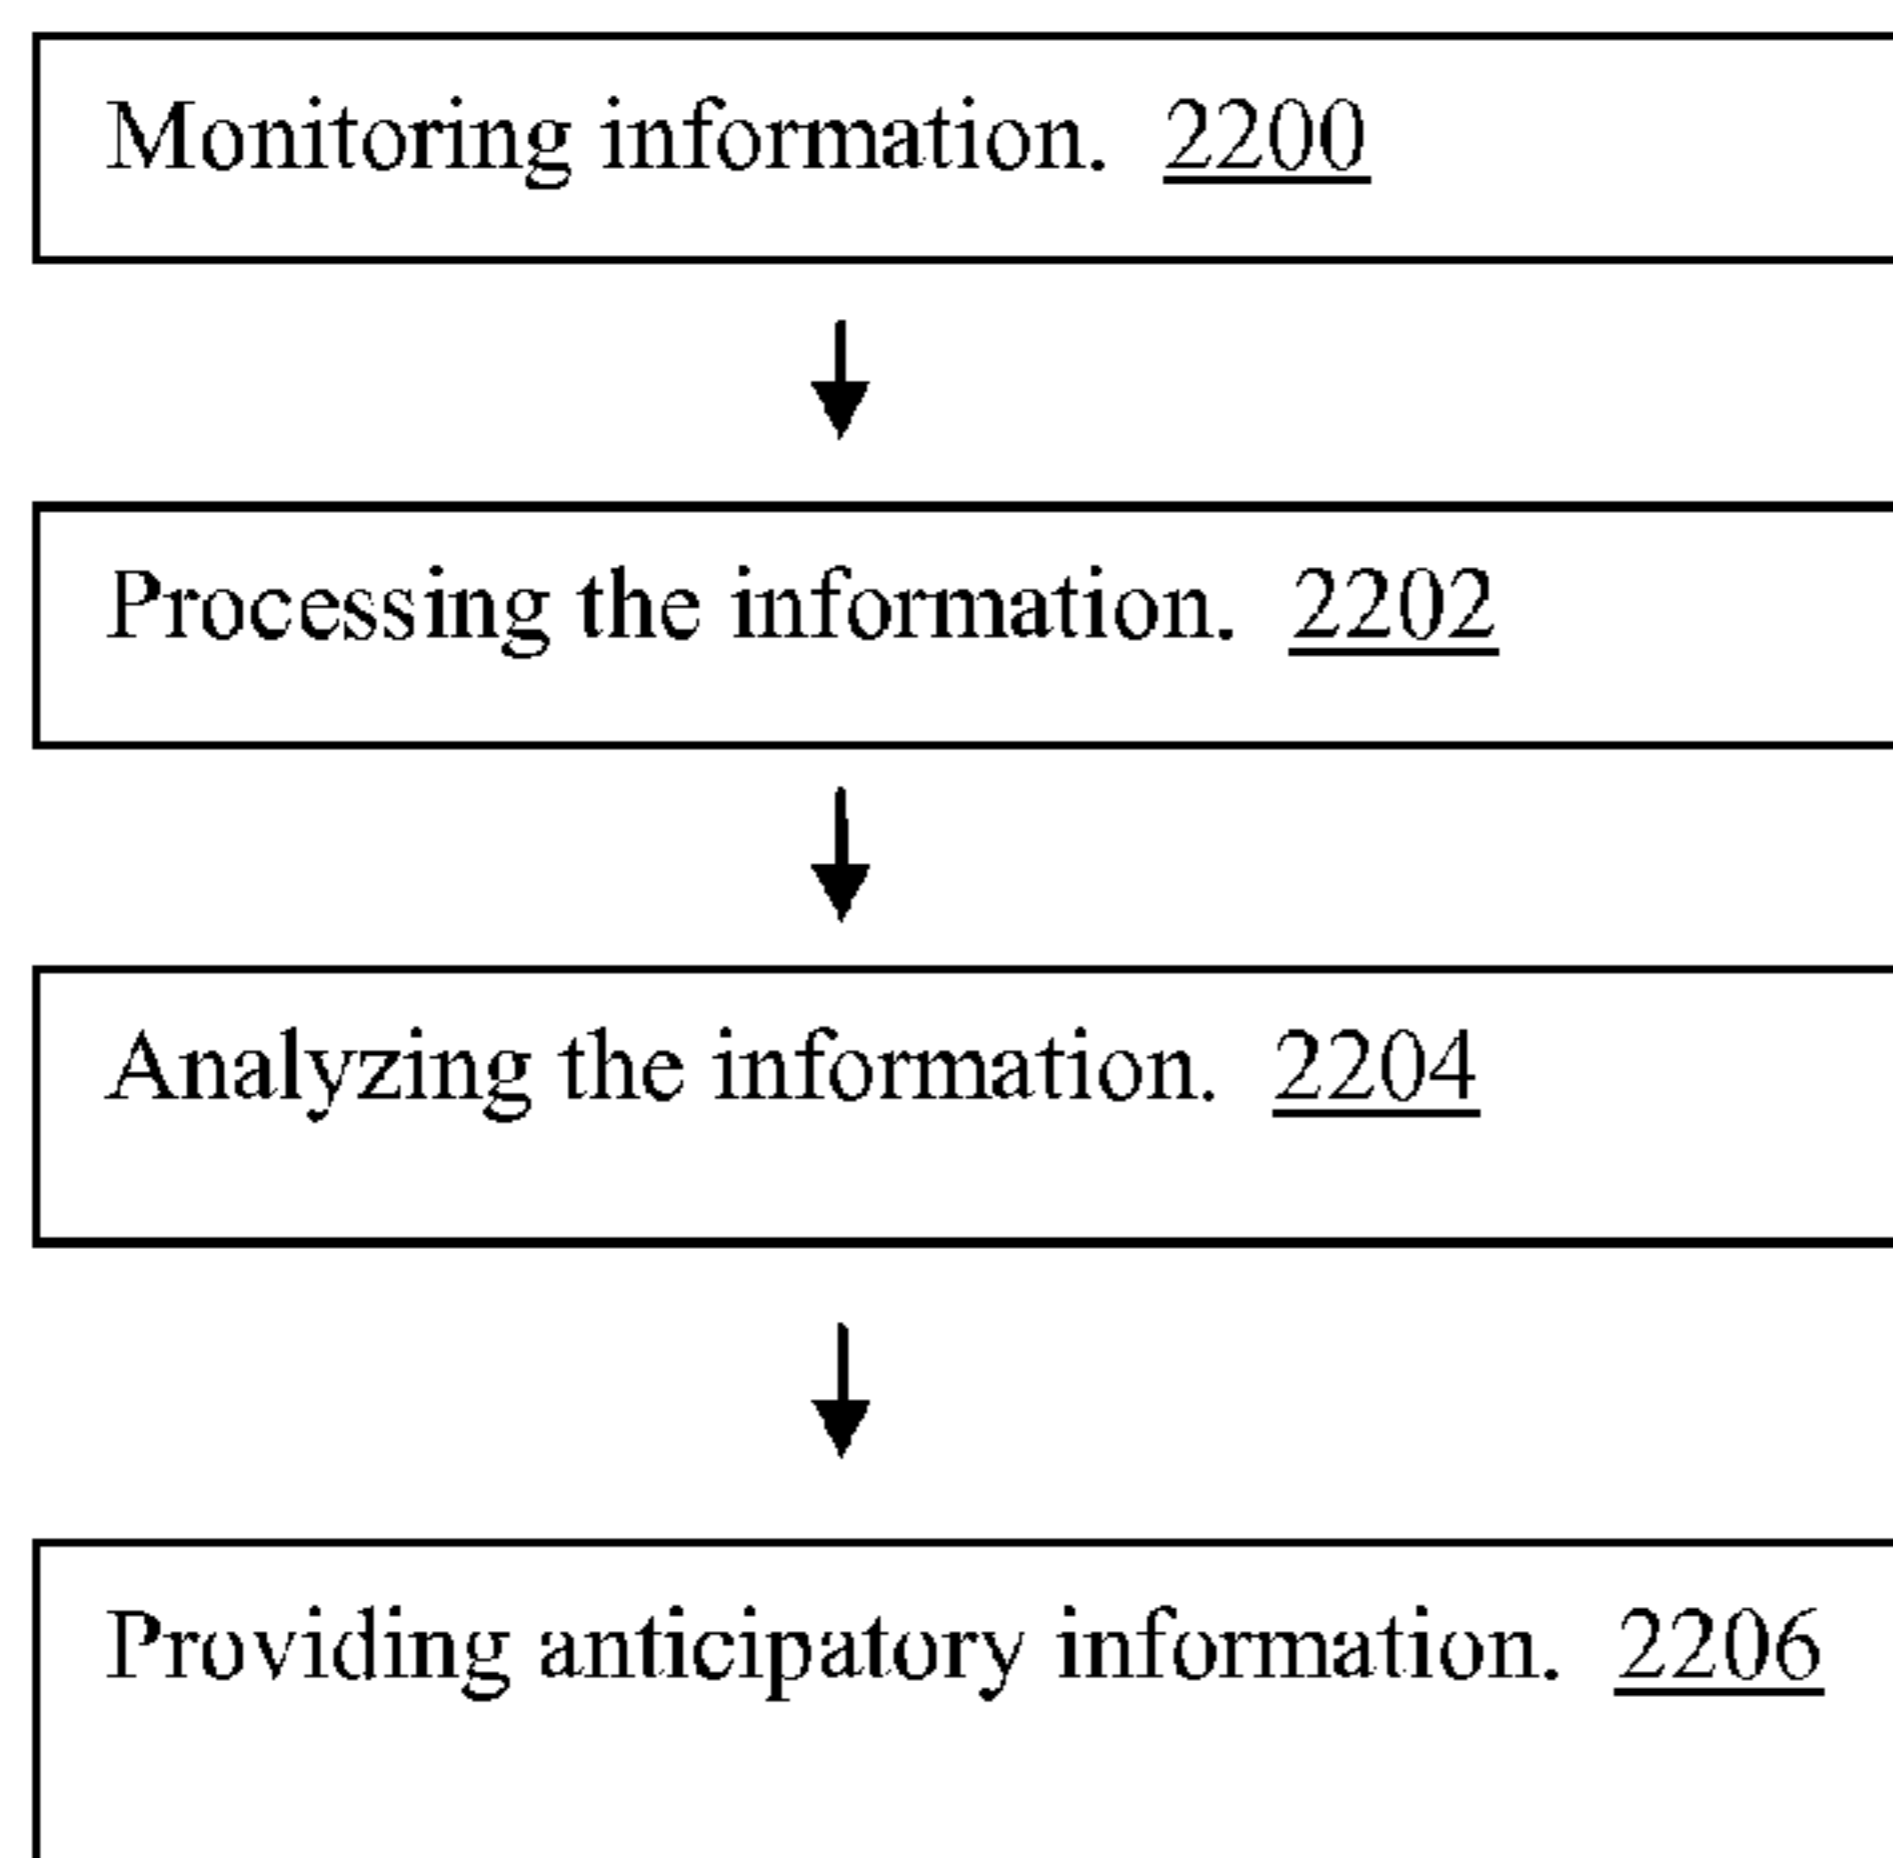 Monitoring information. 2200
Processing the information. 2202
Analyzing the information. 2204
Providing anticipatory information. 2206